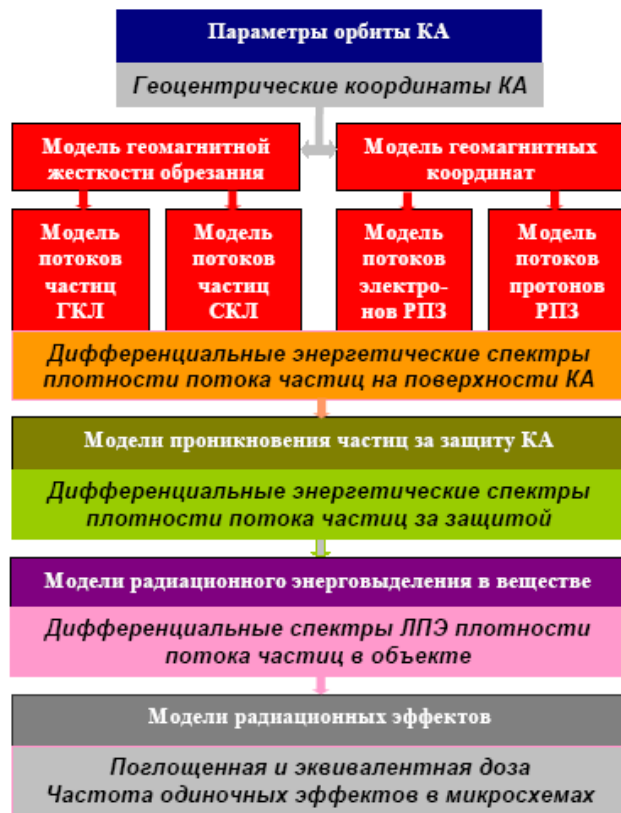 Параметры орбиты КА
Геоцентрические координаты КА
Модель геомагнитной
жесткости обрезания
Модель геомагнитных
координат
Модель
потоков
частиц
ГКЛ
Модель
потоков
частиц
СКЛ
Модель
потоков
электро-
нов РПЗ
Модель
потоков
протонов
РПЗ
Дифференциальные энергетические спектры
плотности потока частиц на поверхности КА
Модели проникновения частиц за защиту КА
Дифференциальные энергетические спектры
плотности потока частиц за защитой
Модели радиационного энерговыделения в веществе
Дифференциальные спектры ЛПЭ плотности
потока частиц в объекте
Модели радиационных эффектов
Поглощенная и эквивалентная доза
Частота одиночных эффектов в микросхемах